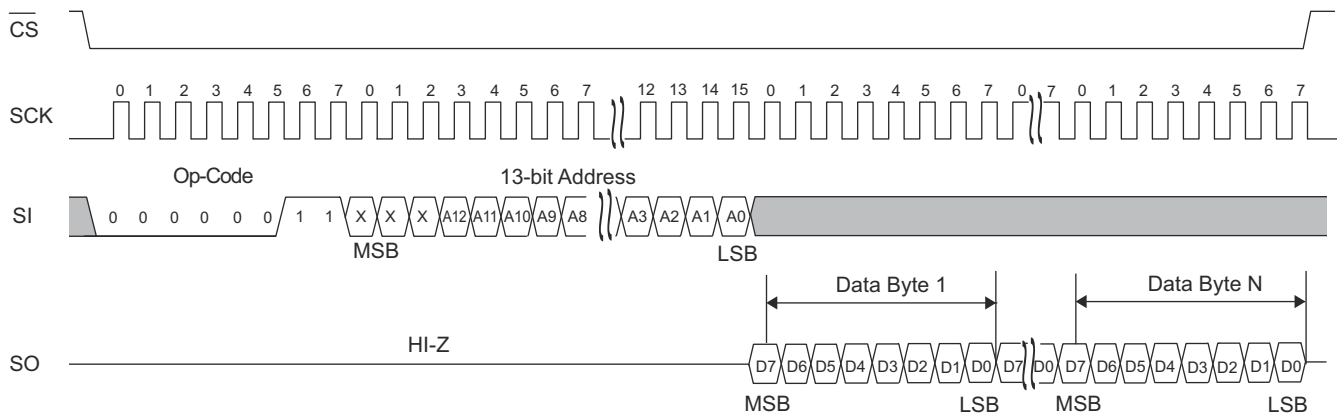 CS
0 1 2 3 4 5 6 7 0 1 2 3 4 5 6 7 12 13 14 15 0 1 2 3 4 5 6 7 0 7 0 1 2 3 4 5 6 7
SCK
Op-Code 13-bit Address
SI 0 0 0 0 0 0 1 1 X X X A12 A11 A10 A9 A8 A3 A2 A1 A0
MSB LSB
Data Byte 1 Data Byte N
HI-Z
SO D7 D6 D5 D4 D3 D2 D1 D0 D7 D0 D7 D6 D5 D4 D3 D2 D1 D0
MSB LSB MSB LSB